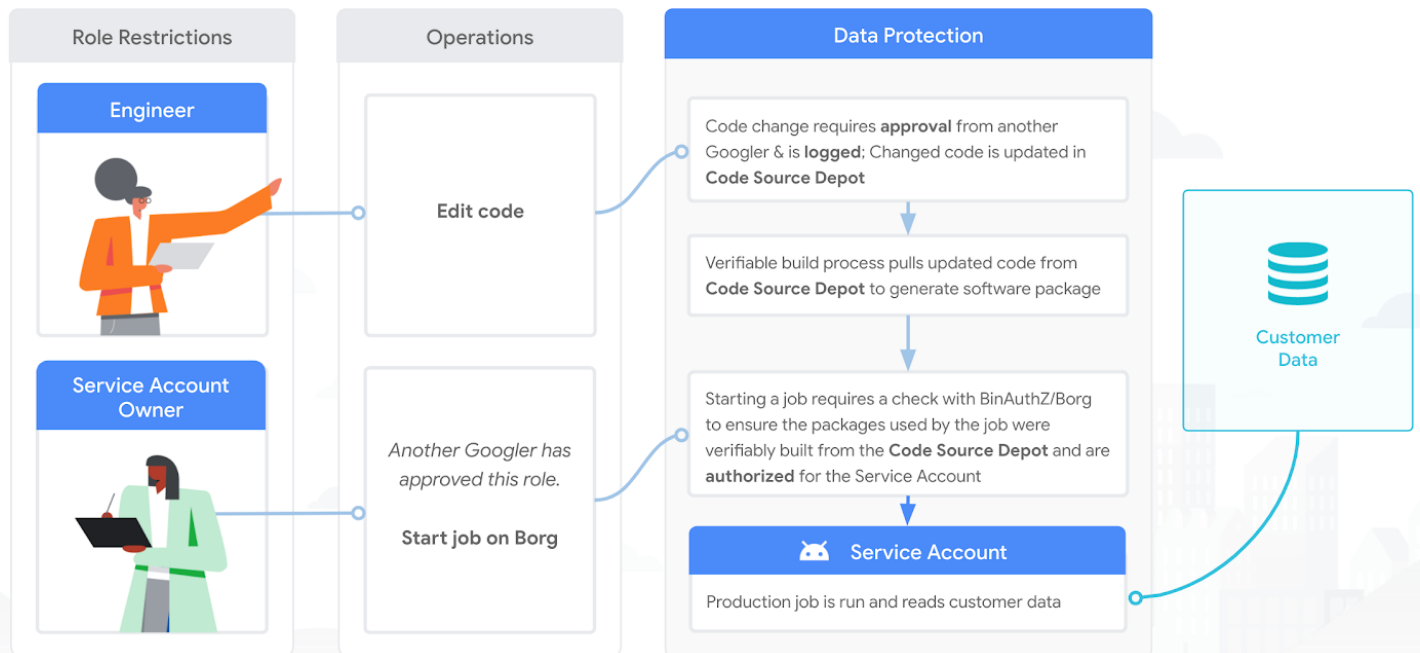 Role Restrictions
Operations
Data Protection
Engineer
Edit code
Code change requires approval from another
Googler & is logged; Changed code is updated in
Code Source Depot
Verifiable build process pulls updated code from
Code Source Depot to generate software package
Customer
Data
Service Account
Owner
Another Googler has
approved this role.
Start job on Borg
Starting a job requires a check with BinAuthZ/Borg
to ensure the packages used by the job were
verifiably built from the Code Source Depot and are
authorized for the Service Account
Service Account
Production job is run and reads customer data